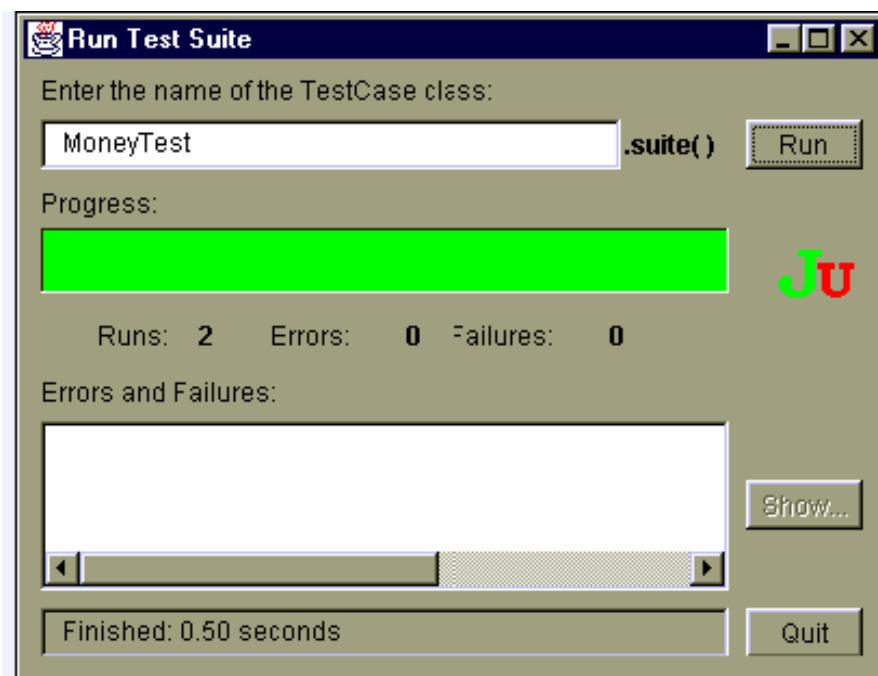 Run Test Suite
Enter the name of the TestCase class:
MoneyTest .suite( ) Run
Progress:
JU
Runs: 2 Errors: 0 Failures: 0
Errors and Failures:
Show...
Finished: 0.50 seconds Quit